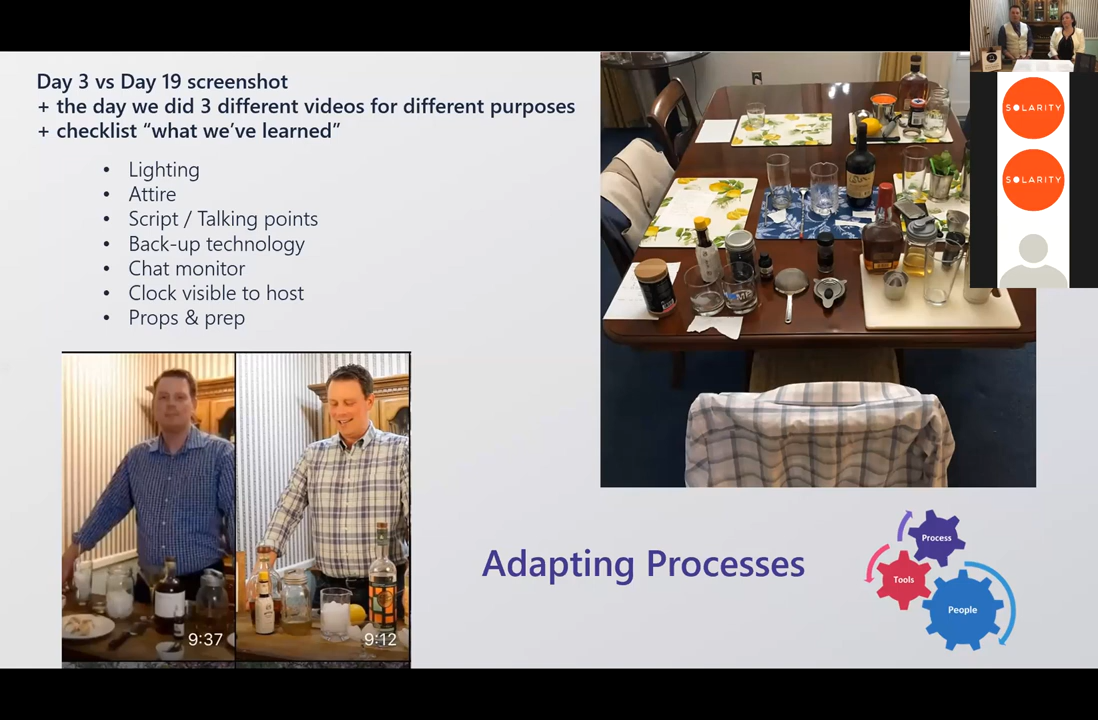 Day 3 vs Day 19 screenshot
+ the day we did 3 different videos for different purposes
+ checklist “what we’ve learned”
• Lighting
• Attire
• Script / Talking points
• Back-up technology
• Chat monitor
• Clock visible to host
• Props & prep
9:37
9:12
Adapting Processes
Process
Tools
People
SOLARITY
SOLARITY